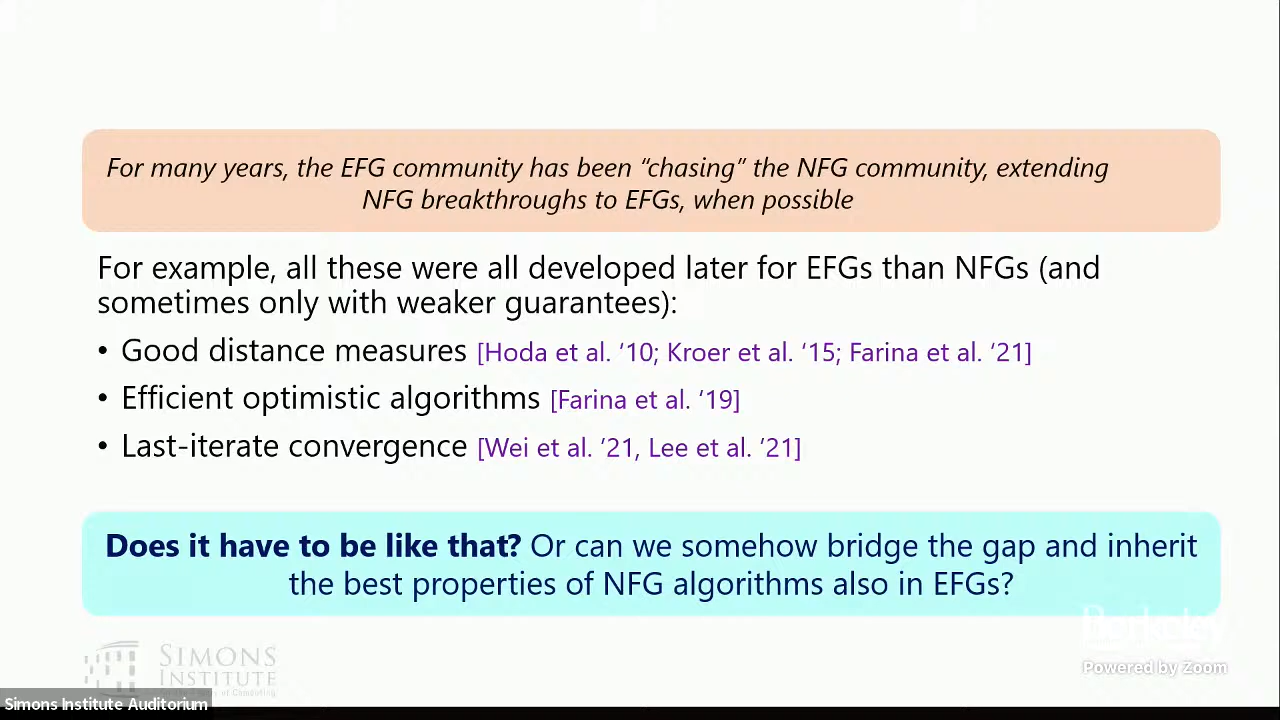 For many years, the EFG community has been “chasing” the NFG community, extending
NFG breakthroughs to EFGs, when possible
For example, all these were all developed later for EFGs than NFGs (and
sometimes only with weaker guarantees):
• Good distance measures [Hoda et al. ‘10; Kroer et al. ‘15; Farina et al. ’21]
• Efficient optimistic algorithms [Farina et al. ’19]
• Last-iterate convergence [Wei et al. ’21, Lee et al. ’21]
Does it have to be like that? Or can we somehow bridge the gap and inherit
the best properties of NFG algorithms also in EFGs?
Berkeley
SIMONS
INSTITUTE
of Computing
Powered by Zoom
Simons Institute Auditorium